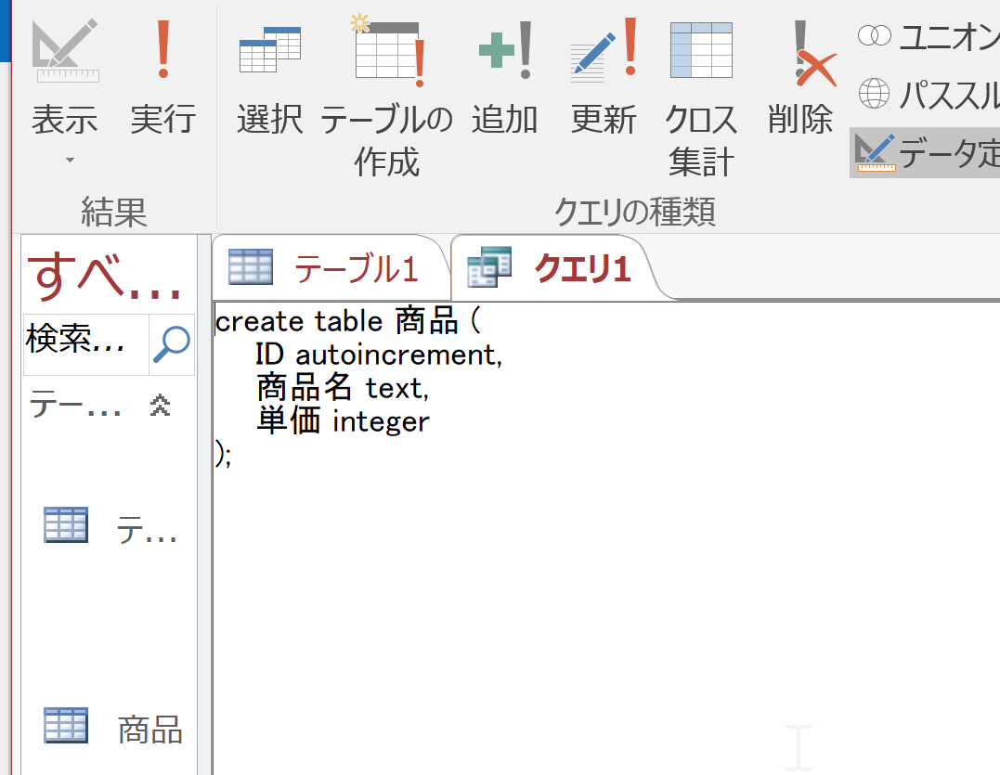 表示
実行
選択
テーブルの
作成
追加
更新
クロス
集計
削除
ユニオン
パススル
データ定
結果
クエリの種類
すべ...
検索...
テー...
テ...
商品
テーブル1
クエリ1
create table 商品 (
ID autoincrement,
商品名 text,
単価 integer
);